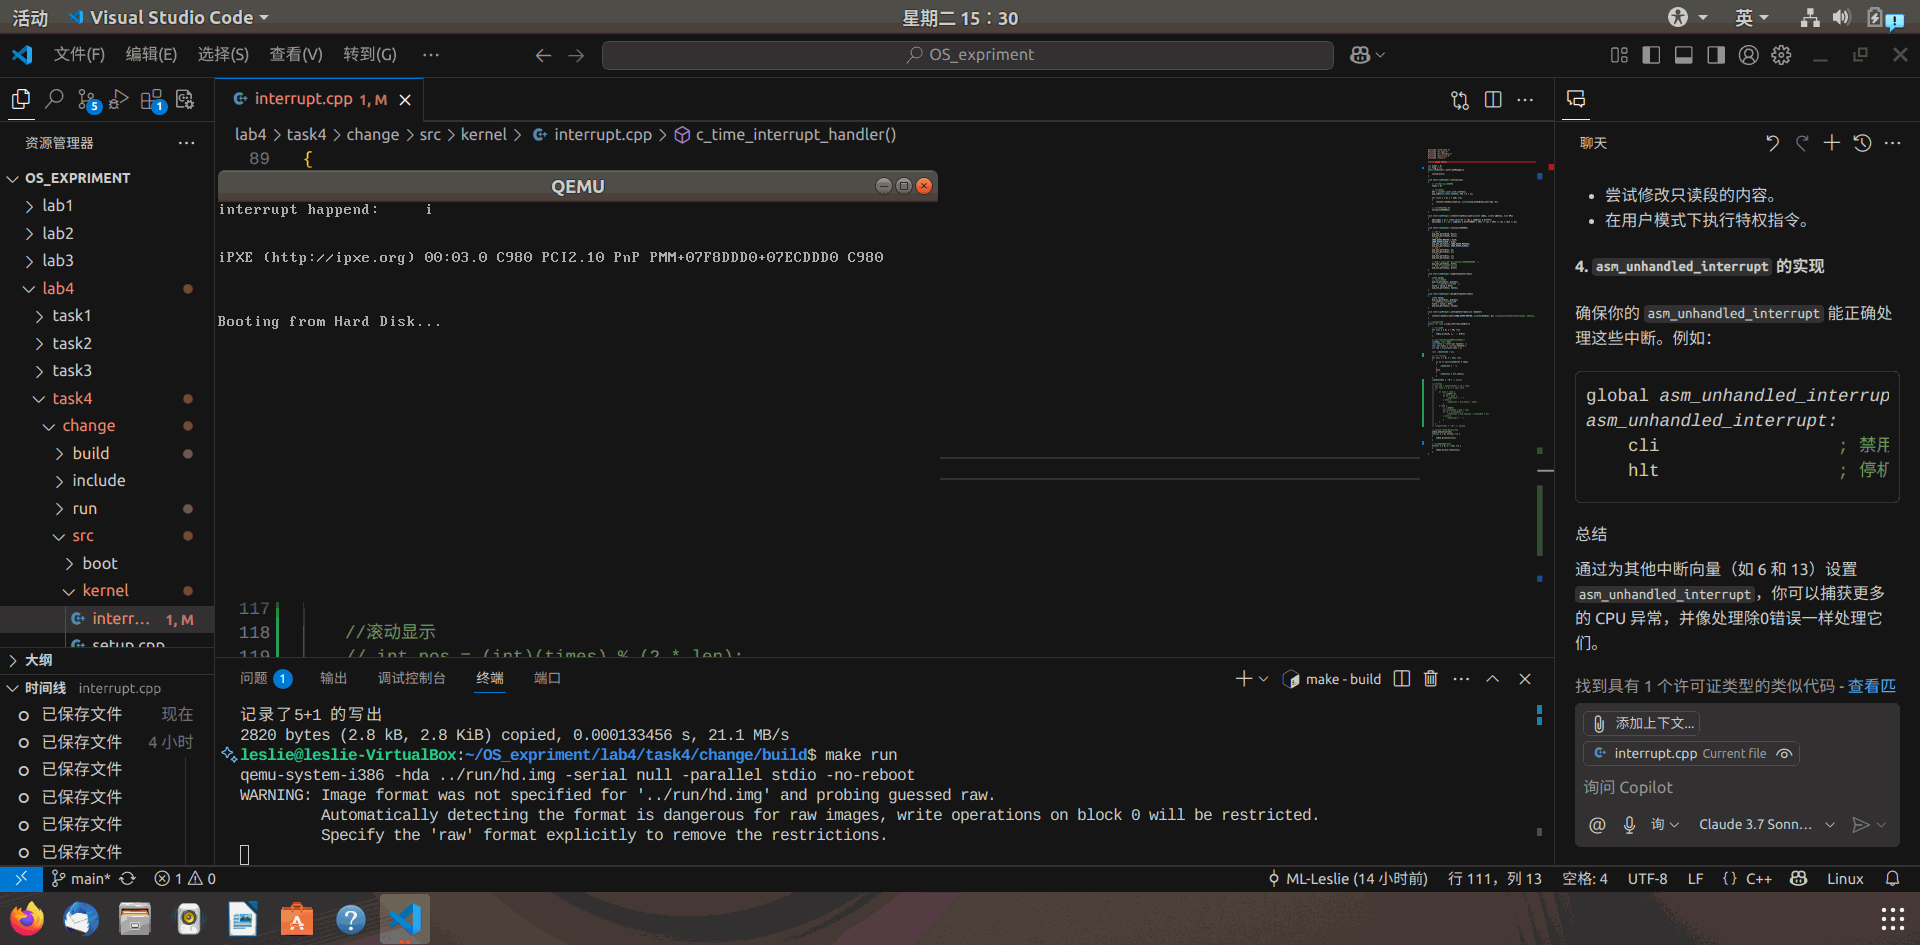 活动
Visual Studio Code
星期二 15：30
英
文件(F)
编辑(E)
选择(S)
查看(V)
转到(G)
···
OS_expriment
5
1
interrupt.cpp 1, M
资源管理器
···
lab4 > task4 > change > src > kernel > interrupt.cpp > c_time_interrupt_handler()
聊天
OS_EXPRIMENT
lab1
lab2
lab3
lab4
task1
task2
task3
task4
change
build
include
run
src
boot
kernel
interr... 1, M
setup.cpp
大纲
时间线 interrupt.cpp
已保存文件 现在
已保存文件 4 小时
已保存文件
已保存文件
已保存文件
已保存文件
89 {
QEMU
interrupt happend: i
iPXE (http://ipxe.org) 00:03.0 C980 PCI2.10 PnP PMM+07F8DDD0+07ECDDD0 C980
Booting from Hard Disk...
117
118 //滚动显示
119 // int pos = (int)(times) % (2 * len);
问题 1
输出
调试控制台
终端
端口
make - build
记录了5+1 的写出
2820 bytes (2.8 kB, 2.8 KiB) copied, 0.000133456 s, 21.1 MB/s
leslie@leslie-VirtualBox:~/OS_expriment/lab4/task4/change/build$ make run
qemu-system-i386 -hda ../run/hd.img -serial null -parallel stdio -no-reboot
WARNING: Image format was not specified for '../run/hd.img' and probing guessed raw.
Automatically detecting the format is dangerous for raw images, write operations on block 0 will be restricted.
Specify the 'raw' format explicitly to remove the restrictions.
• 尝试修改只读段的内容。
• 在用户模式下执行特权指令。
4. asm_unhandled_interrupt 的实现
确保你的 asm_unhandled_interrupt 能正确处
理这些中断。例如：
global asm_unhandled_interrup
asm_unhandled_interrupt:
cli ; 禁用
hlt ; 停机
总结
通过为其他中断向量（如 6 和 13）设置
asm_unhandled_interrupt，你可以捕获更多
的 CPU 异常，并像处理除0错误一样处理它
们。
找到具有 1 个许可证类型的类似代码 - 查看匹
添加上下文...
interrupt.cpp Current file
询问 Copilot
@ 询 Claude 3.7 Sonn...
main* 1 0
ML-Leslie (14 小时前)
行 111，列 13
空格: 4
UTF-8
LF
{} C++
Linux